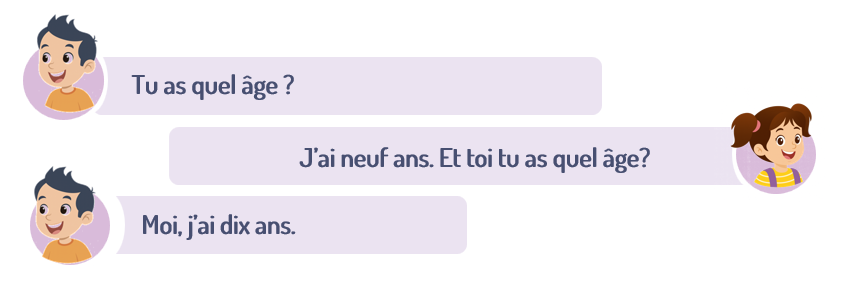 Tu as quel âge ?
J'ai neuf ans. Et toi tu as quel âge?
Moi, j'ai dix ans.